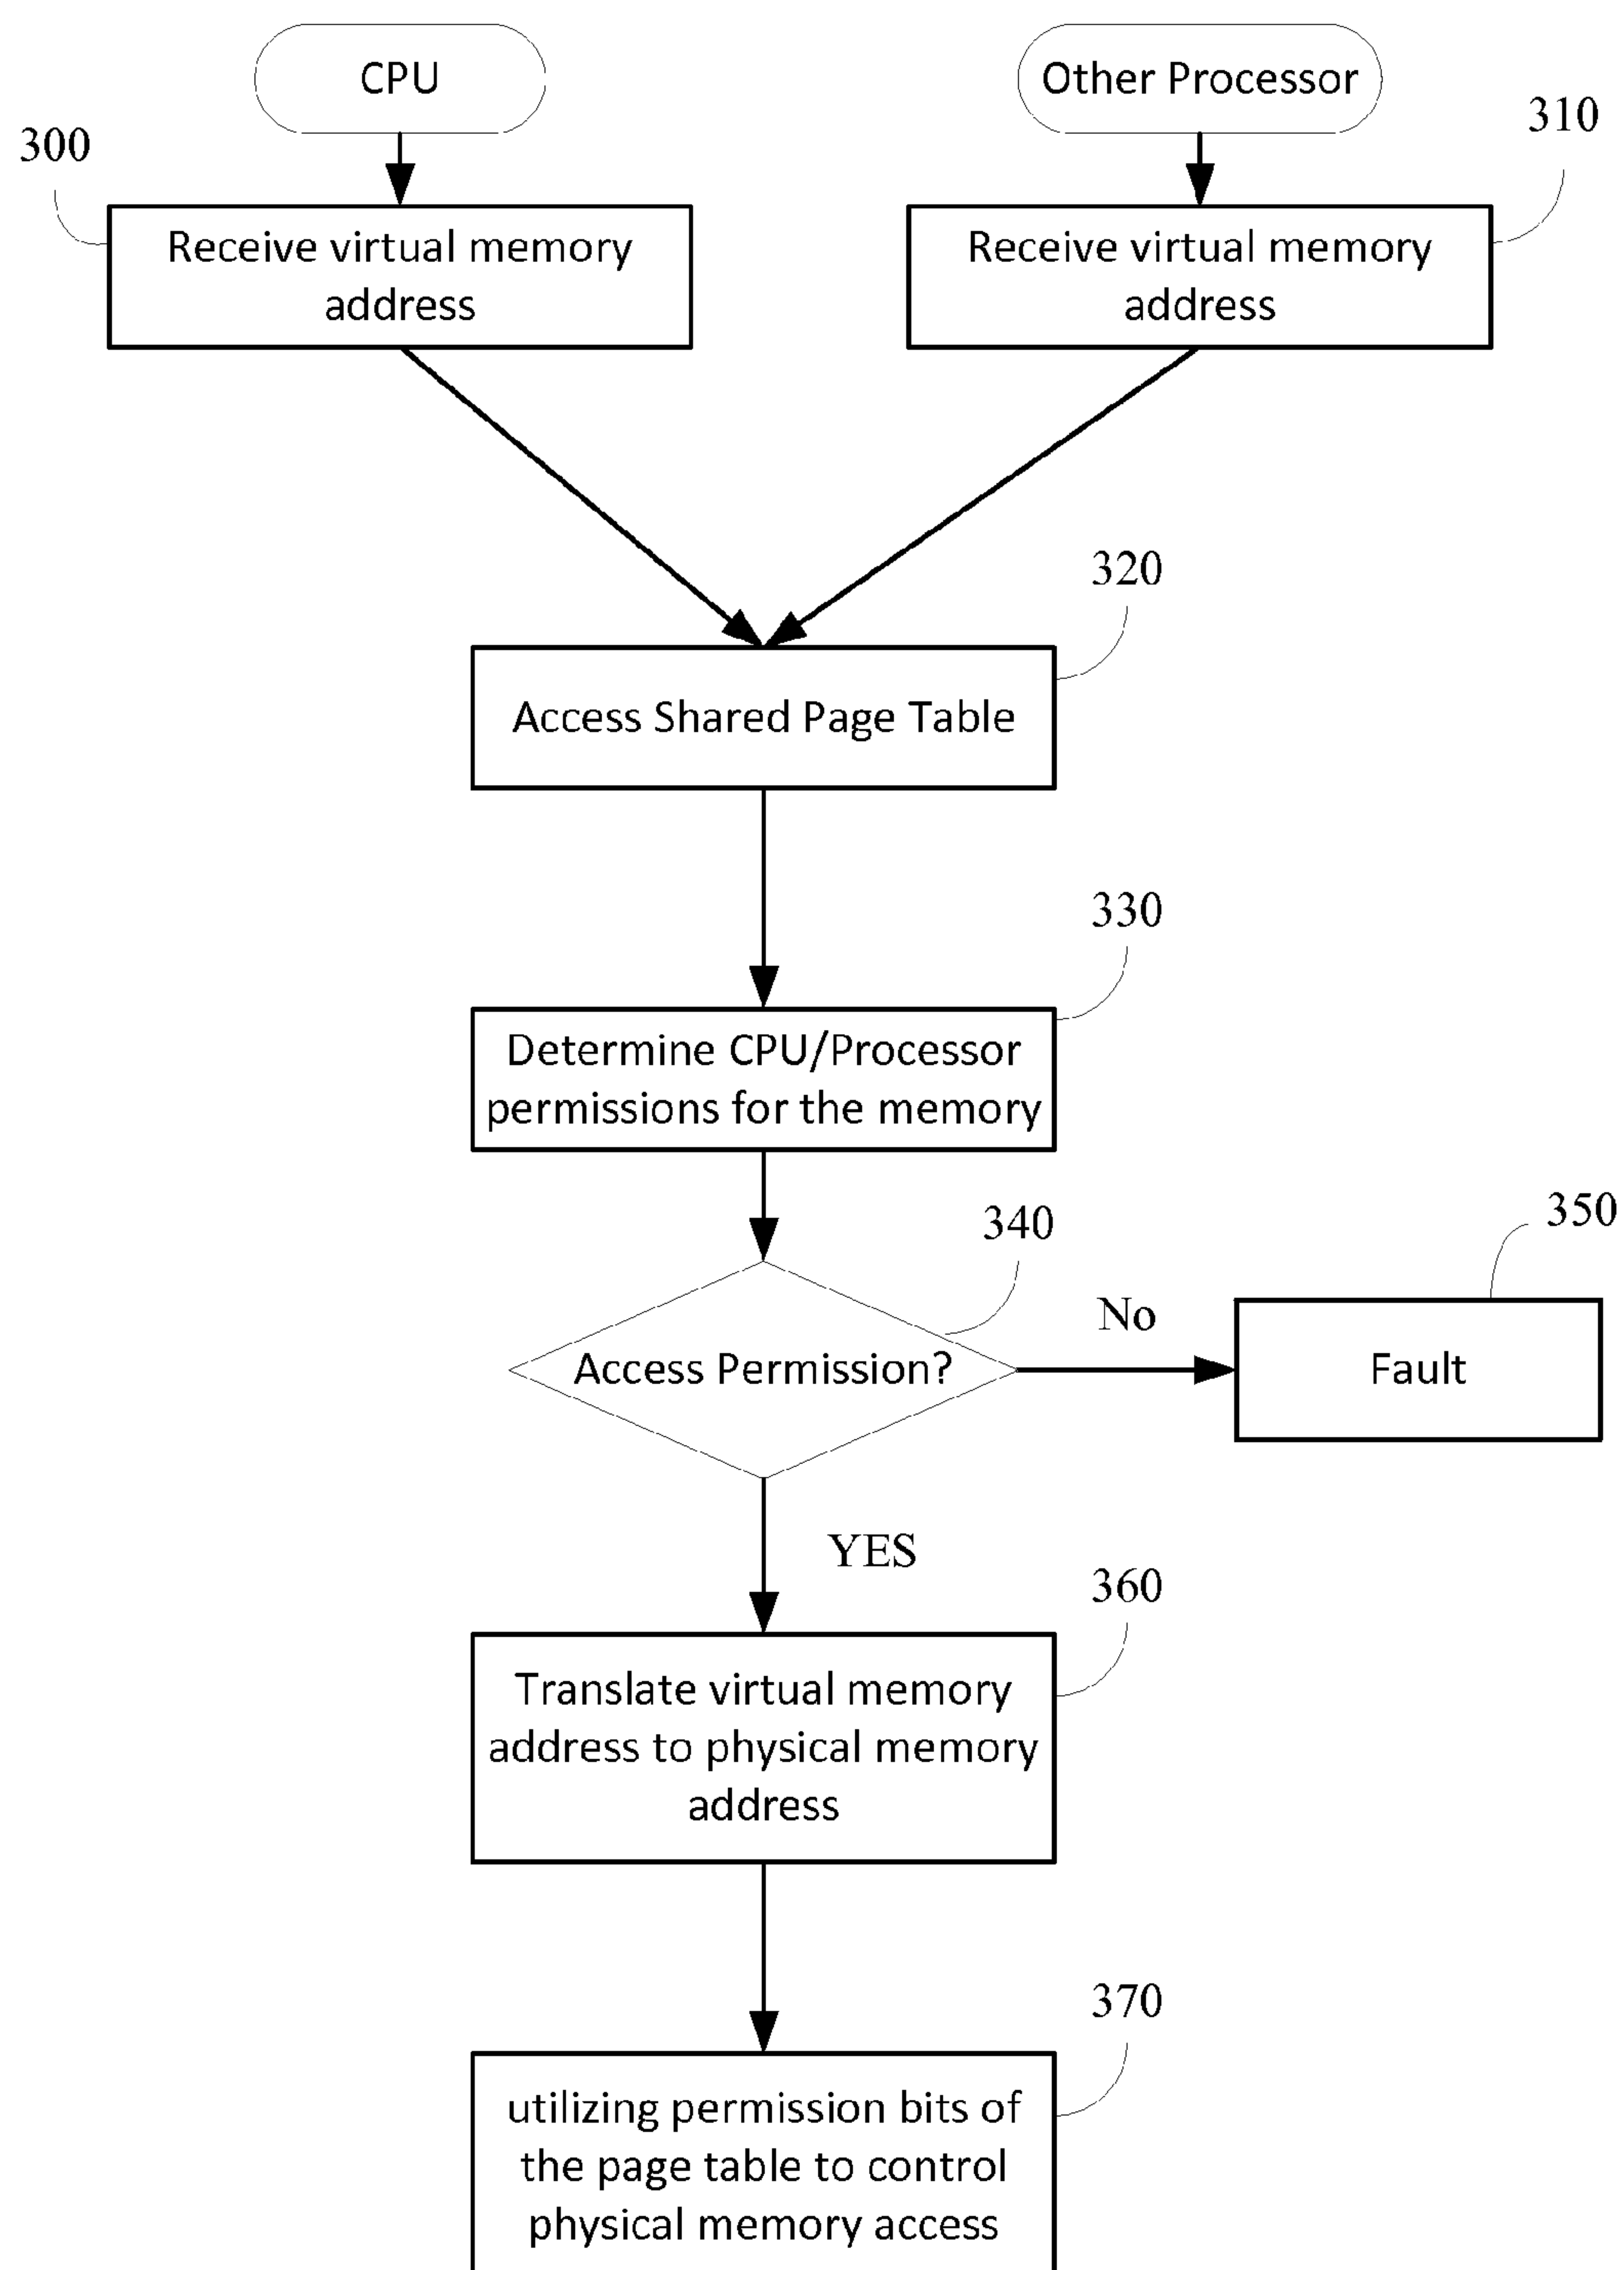 CPU
Other Processor
300
310
Receive virtual memory
address
Receive virtual memory
address
320
Access Shared Page Table
330
Determine CPU/Processor
permissions for the memory
340
350
Access Permission?
No
Fault
YES
360
Translate virtual memory
address to physical memory
address
370
utilizing permission bits of
the page table to control
physical memory access